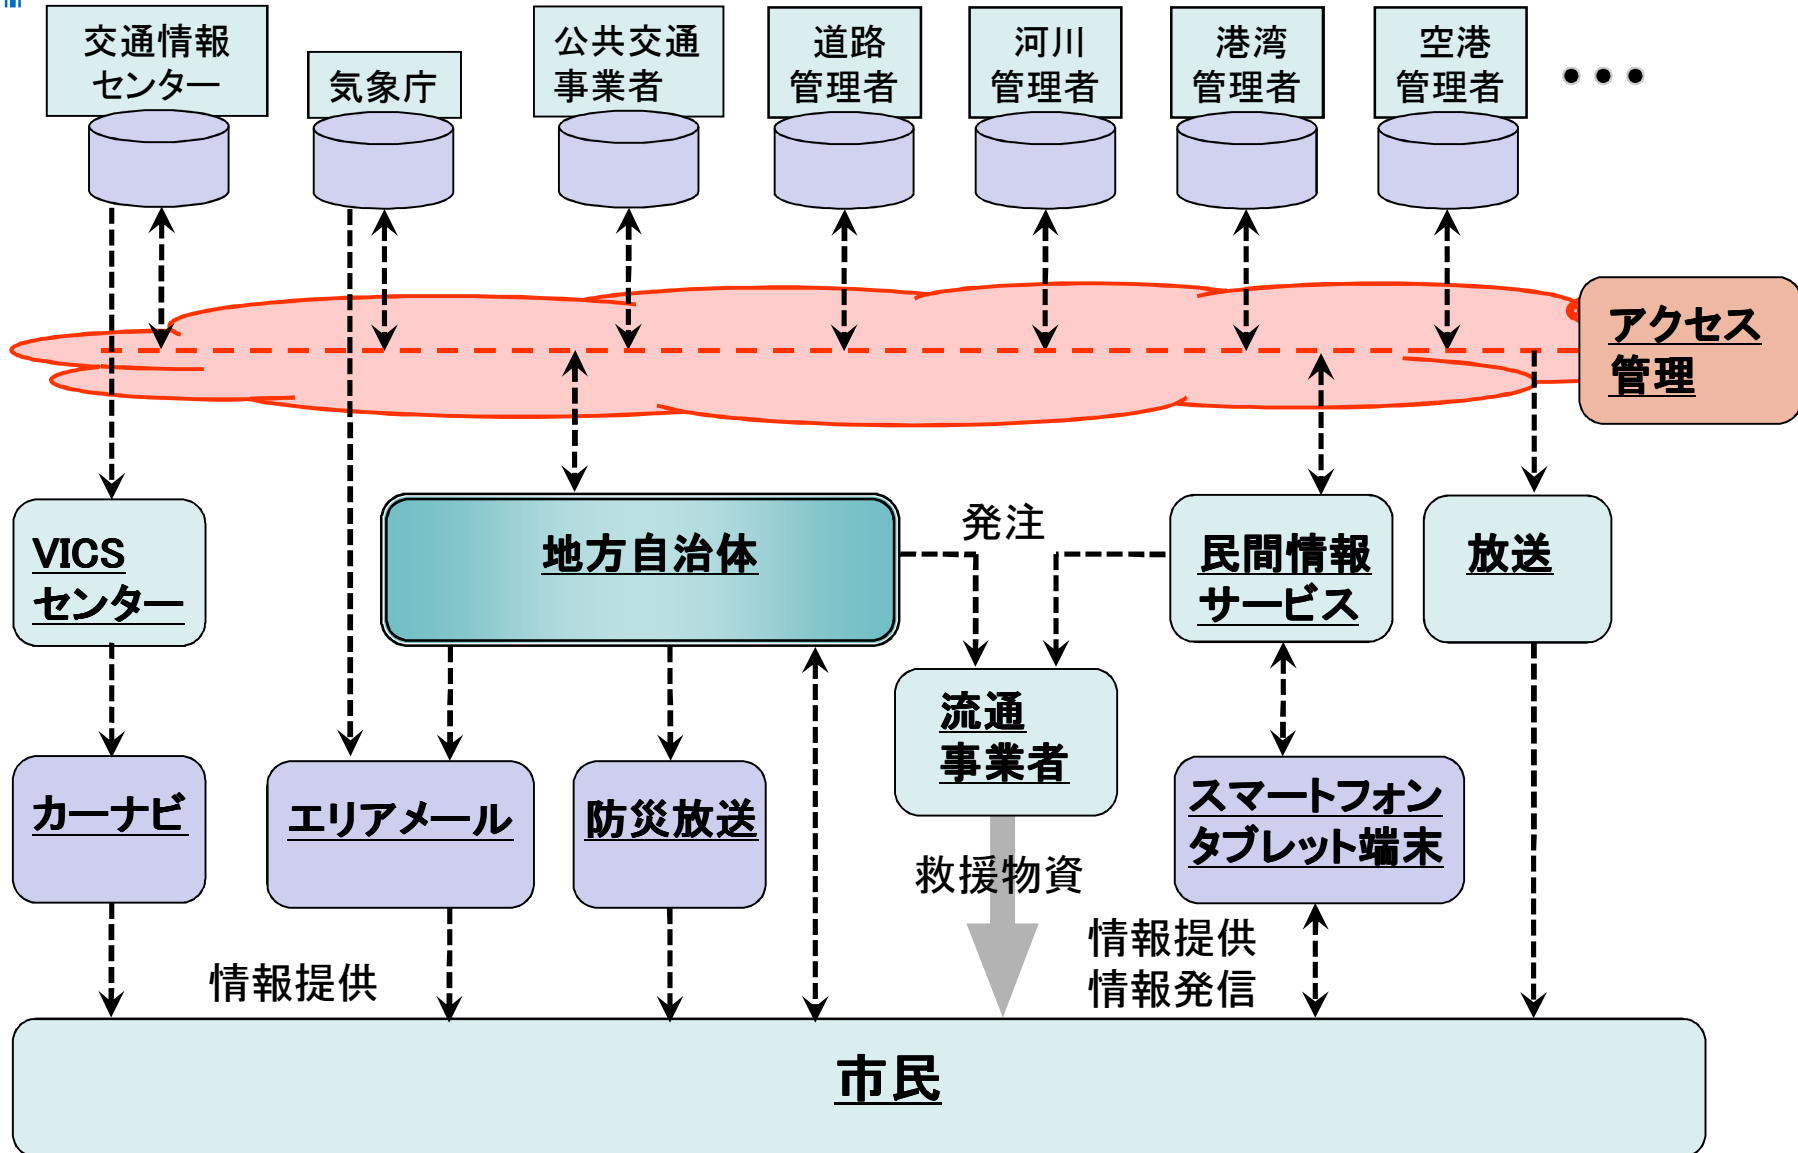 交通情報
センター
気象庁
公共交通
事業者
道路
管理者
河川
管理者
港湾
管理者
空港
管理者
•••
アクセス
管理
VICS
センター
地方自治体
発注
民間情報
サービス
放送
流通
事業者
カーナビ
エリアメール
防災放送
スマートフォン
タブレット端末
救援物資
情報提供
情報提供
情報発信
市民